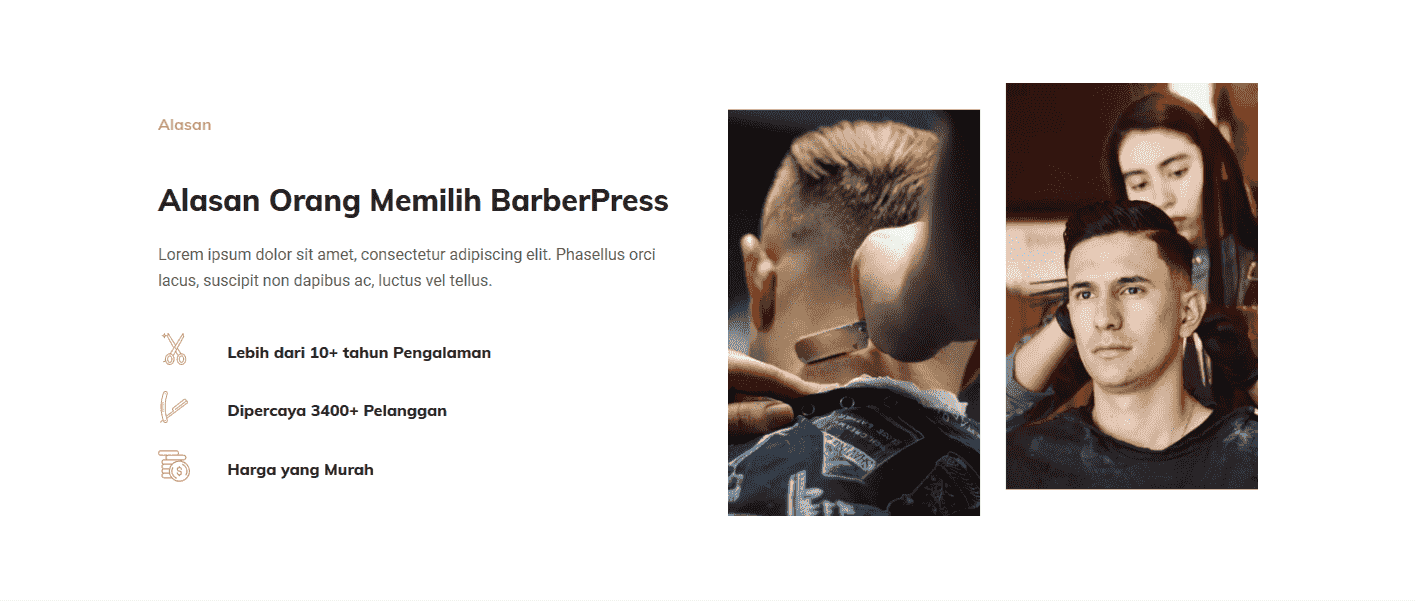 Alasan
Alasan Orang Memilih BarberPress
Lorem ipsum dolor sit amet, consectetur adipiscing elit. Phasellus orci
lacus, suscipit non dapibus ac, luctus vel tellus.
Lebih dari 10+ tahun Pengalaman
Dipercaya 3400+ Pelanggan
Harga yang Murah